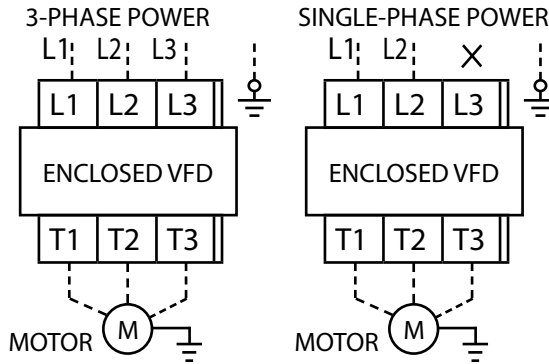 3-PHASE POWER
L1 L2 L3
L1 L2 L3
ENCLOSED VFD
T1 T2 T3
M
MOTOR
SINGLE-PHASE POWER
L1 L2
L1 L2 L3
ENCLOSED VFD
T1 T2 T3
M
MOTOR